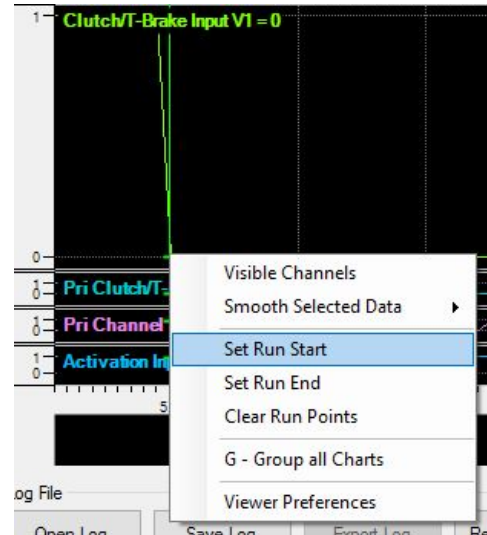 1
Clutch/T-Brake Input V1 = 0
0
1
0
Pri Clutch/T-
1
0
Pri Channel
1
0
Activation In
5
Visible Channels
Smooth Selected Data
Set Run Start
Set Run End
Clear Run Points
G - Group all Charts
Viewer Preferences
og File
Open Log
Save Log
Export Log
Re